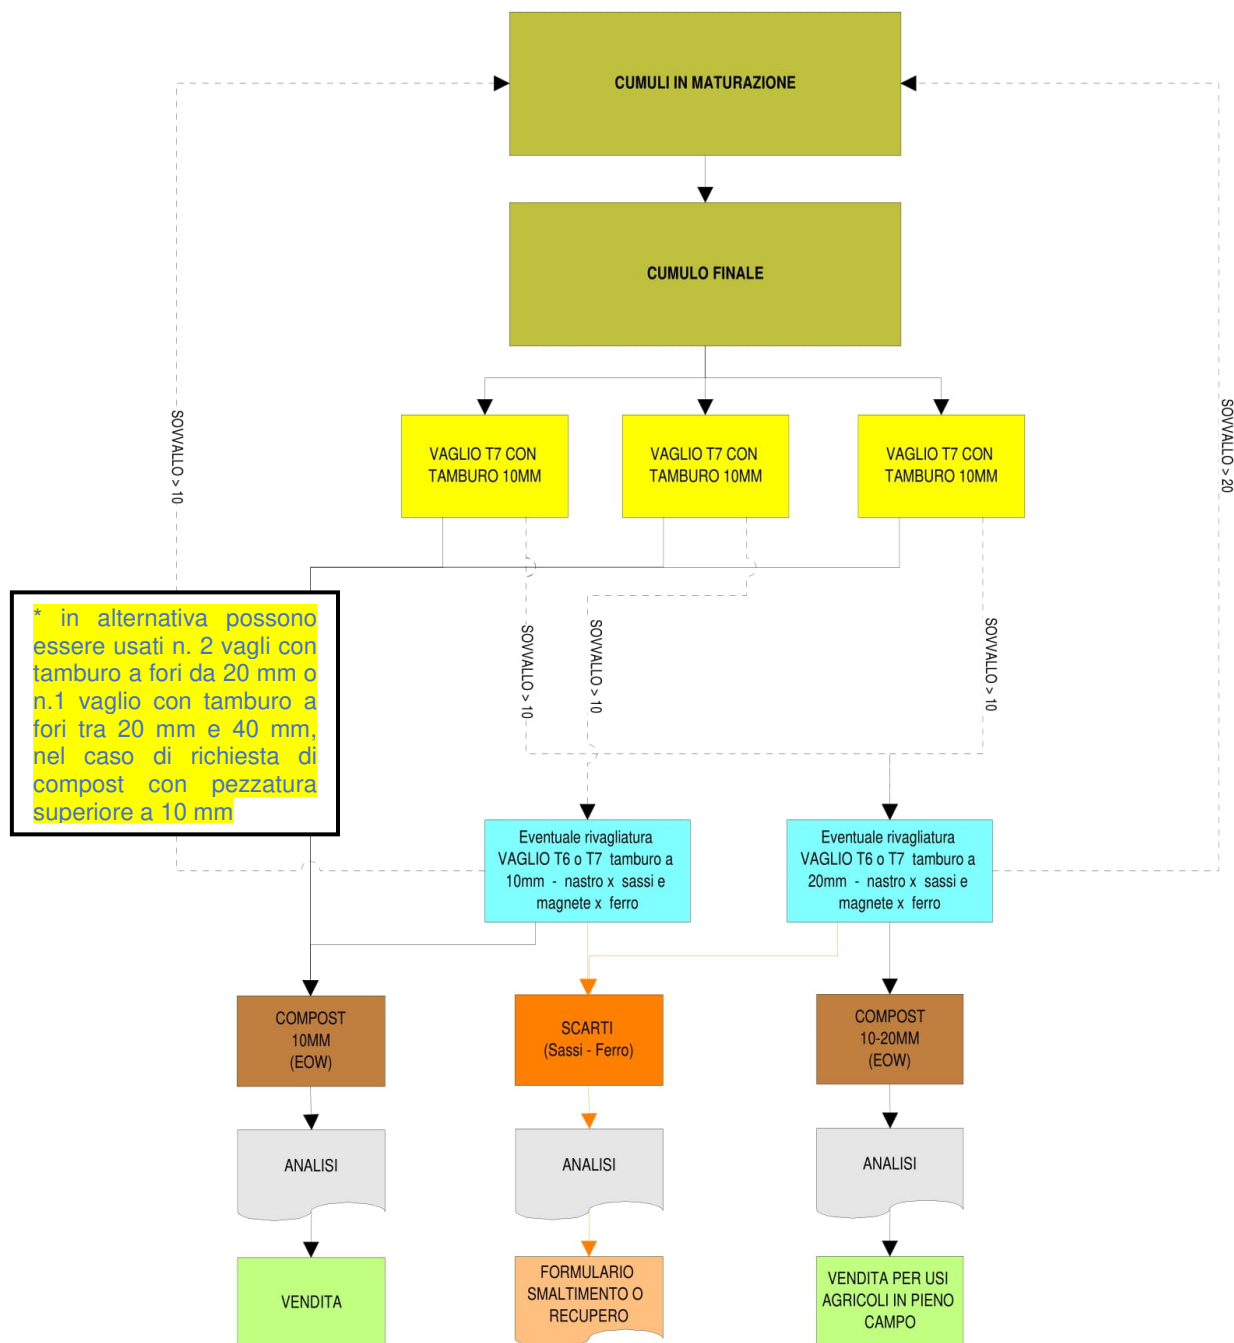 CUMULI IN MATURAZIONE
CUMULO FINALE
SOVVALLO > 10
SOVVALLO > 20
VAGLIO T7 CON
TAMBURO 10MM
VAGLIO T7 CON
TAMBURO 10MM
VAGLIO T7 CON
TAMBURO 10MM
* in alternativa possono
essere usati n. 2 vagli con
tamburo a fori da 20 mm o
n.1 vaglio con tamburo a
fori tra 20 mm e 40 mm,
nel caso di richiesta di
compost con pezzatura
superiore a 10 mm
SOVVALLO > 10
SOVVALLO > 10
SOVVALLO > 10
Eventuale rivagliatura
VAGLIO T6 o T7 tamburo a
10mm - nastro x sassi e
magnete x ferro
Eventuale rivagliatura
VAGLIO T6 o T7 tamburo a
20mm - nastro x sassi e
magnete x ferro
COMPOST
10MM
(EOW)
SCARTI
(Sassi - Ferro)
COMPOST
10-20MM
(EOW)
ANALISI
ANALISI
ANALISI
VENDITA
FORMULARIO
SMALTIMENTO O
RECUPERO
VENDITA PER USI
AGRICOLI IN PIENO
CAMPO